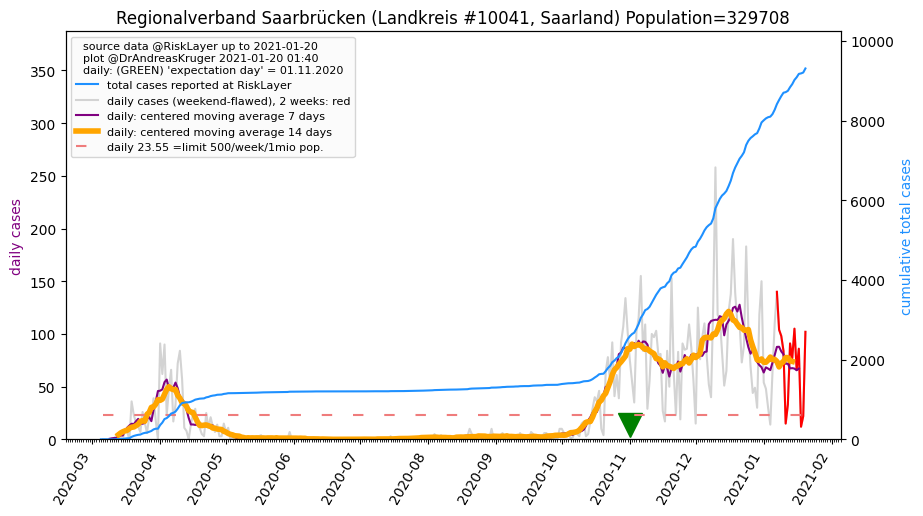 Regionalverband Saarbrücken (Landkreis #10041, Saarland) Population=329708
source data @RiskLayer up to 2021-01-20
plot @DrAndreasKruger 2021-01-20 01:40
daily: (GREEN) 'expectation day' = 01.11.2020
total cases reported at RiskLayer
daily cases (weekend-flawed), 2 weeks: red
daily: centered moving average 7 days
daily: centered moving average 14 days
daily 23.55 =limit 500/week/1mio pop.
daily cases
350
300
250
200
150
100
50
0
10000
8000
6000
4000
2000
0
cumulative total cases
2020-03
2020-04
2020-05
2020-06
2020-07
2020-08
2020-09
2020-10
2020-11
2020-12
2021-01
2021-02